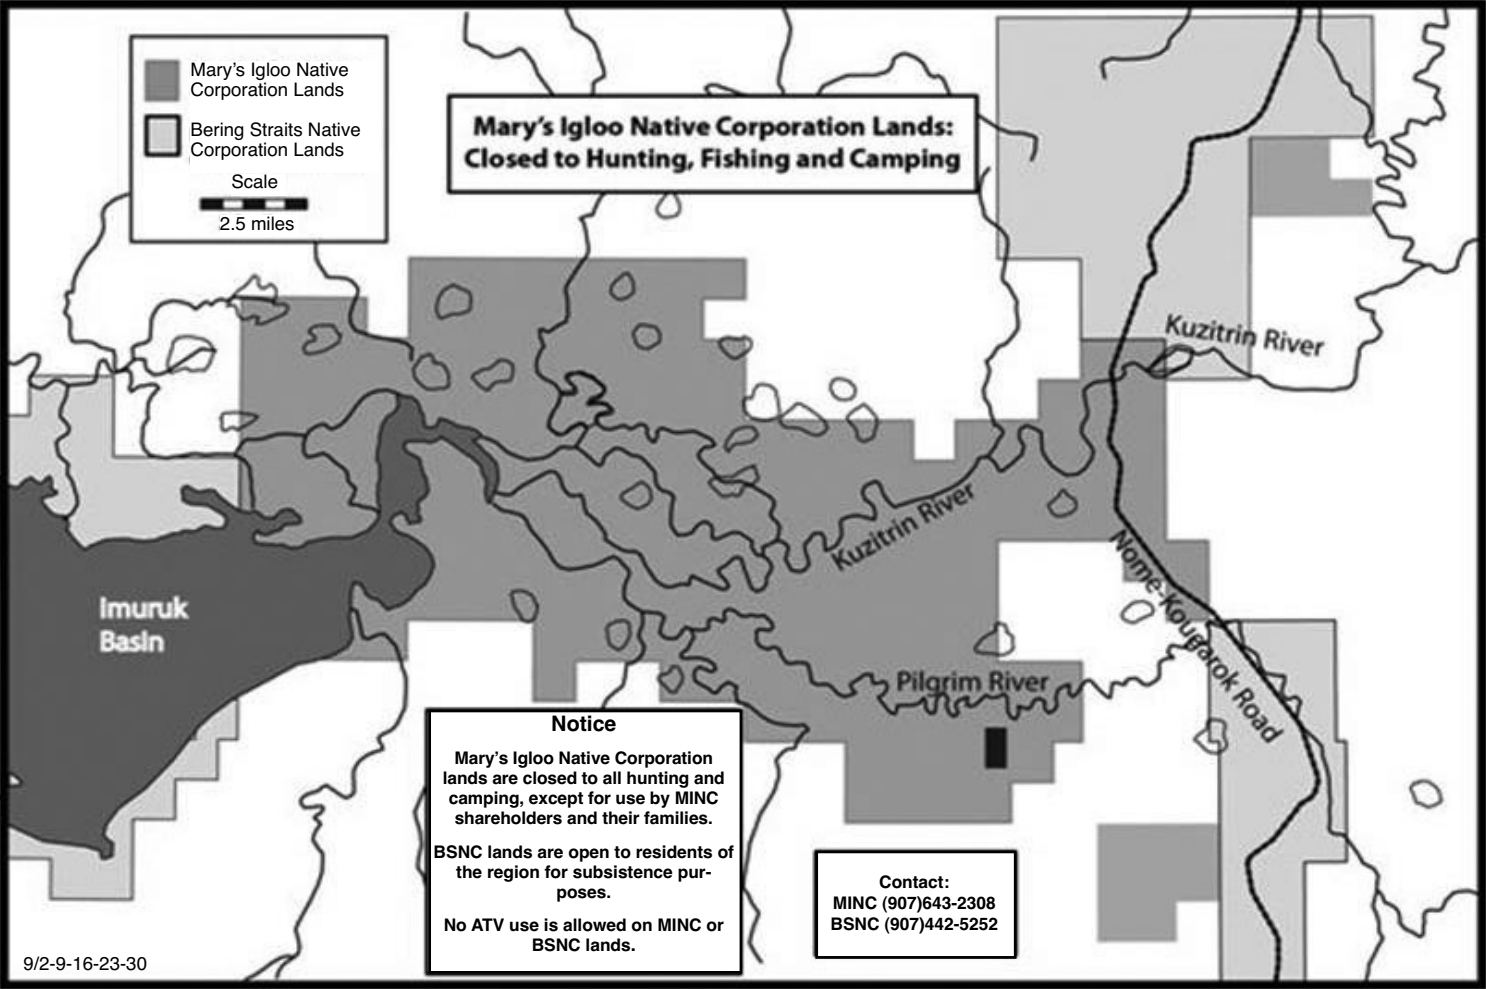 Mary's Igloo Native
Corporation Lands
Bering Straits Native
Corporation Lands
Scale
2.5 miles
Mary's Igloo Native Corporation Lands:
Closed to Hunting, Fishing and Camping
Kuzitrin River
Kuzitrin River
Nome-Kougarok Road
Imuruk
Basin
Pilgrim River
Notice
Mary's Igloo Native Corporation
lands are closed to all hunting and
camping, except for use by MINC
shareholders and their families.
BSNC lands are open to residents of
the region for subsistence pur-
poses.
No ATV use is allowed on MINC or
BSNC lands.
Contact:
MINC (907)643-2308
BSNC (907)442-5252
9/2-9-16-23-30